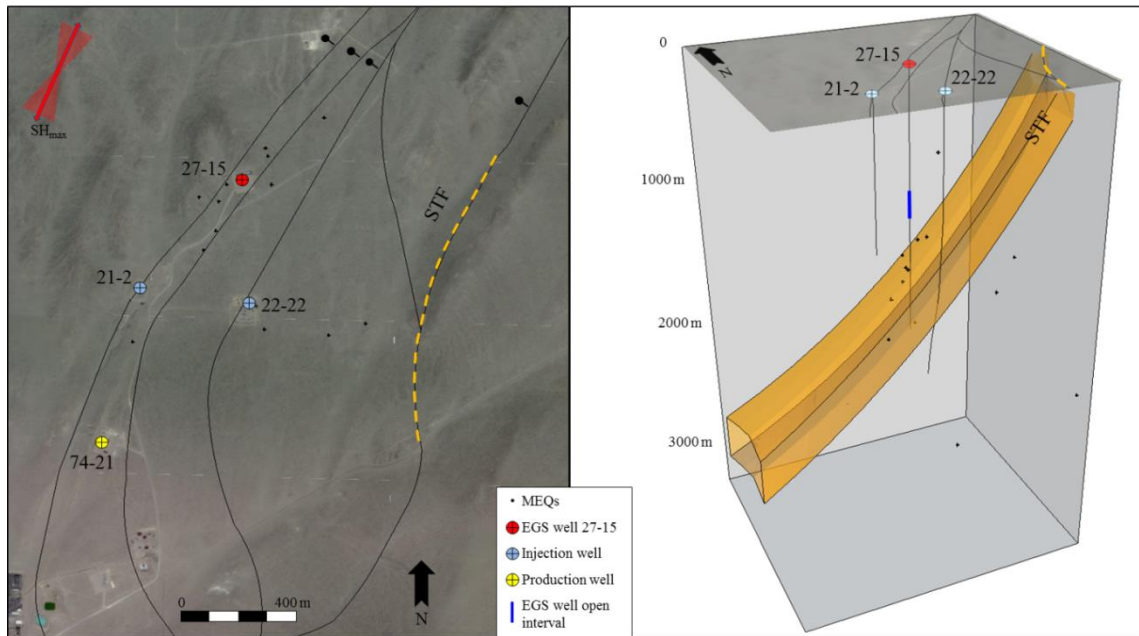 SHmax
27-15
STF
21-2
22-22
74-21
0
400 m
N
MEQs
EGS well 27-15
Injection well
Production well
EGS well open
interval
0
N
27-15
21-2
22-22
STF
1000 m
2000 m
3000 m